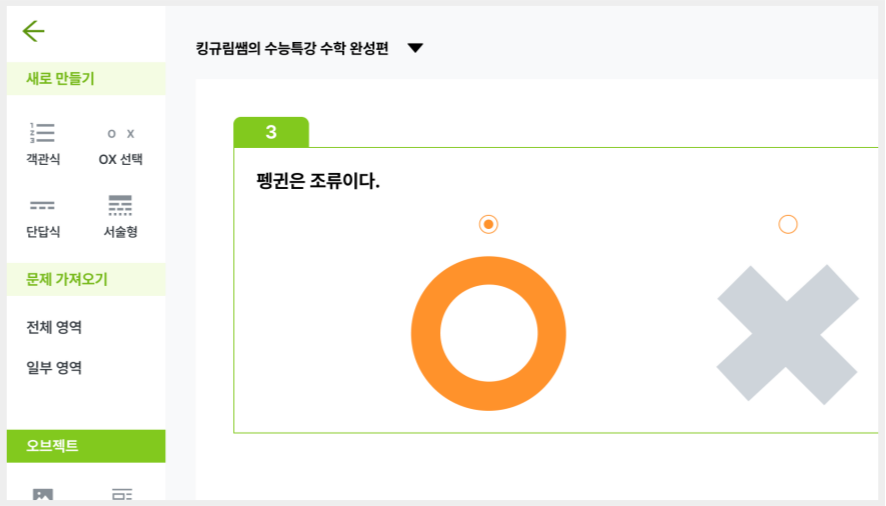 킹규림쌤의 수능특강 수학 완성편
새로 만들기
객관식
O X
OX 선택
단답식
서술형
문제 가져오기
전체 영역
일부 영역
오브젝트
3
펭귄은 조류이다.